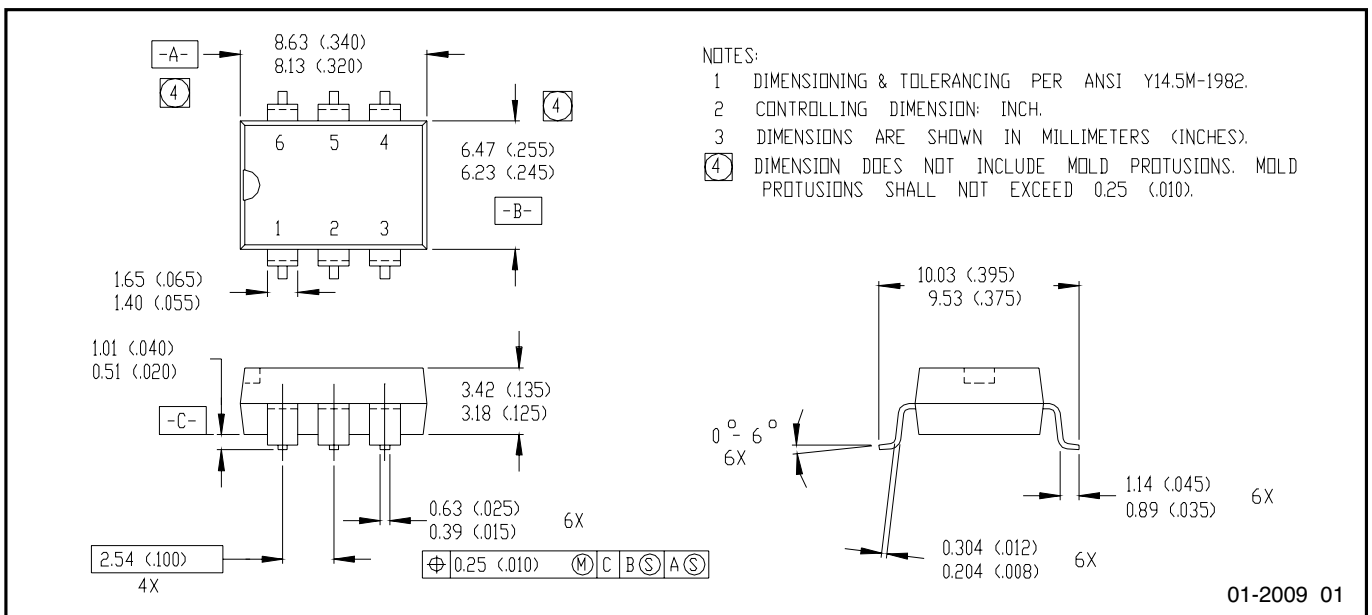 -A-
8.63 (.340)
8.13 (.320)
4
4
6 5 4
1 2 3
6.47 (.255)
6.23 (.245)
-B-
1.65 (.065)
1.40 (.055)
NOTES:
1 DIMENSIONING & TOLERANCING PER ANSI Y14.5M-1982.
2 CONTROLLING DIMENSION: INCH.
3 DIMENSIONS ARE SHOWN IN MILLIMETERS (INCHES).
4 DIMENSION DOES NOT INCLUDE MOLD PROTUSIONS. MOLD
PROTUSIONS SHALL NOT EXCEED 0.25 (.010).
1.01 (.040)
0.51 (.020)
-C-
3.42 (.135)
3.18 (.125)
0.63 (.025)
0.39 (.015)
6X
2.54 (.100)
4X
⌖ 0.25 (.010) Ⓜ C B Ⓢ A Ⓢ
10.03 (.395)
9.53 (.375)
0° - 6°
6X
1.14 (.045)
0.89 (.035)
6X
0.304 (.012)
0.204 (.008)
6X
01-2009 01